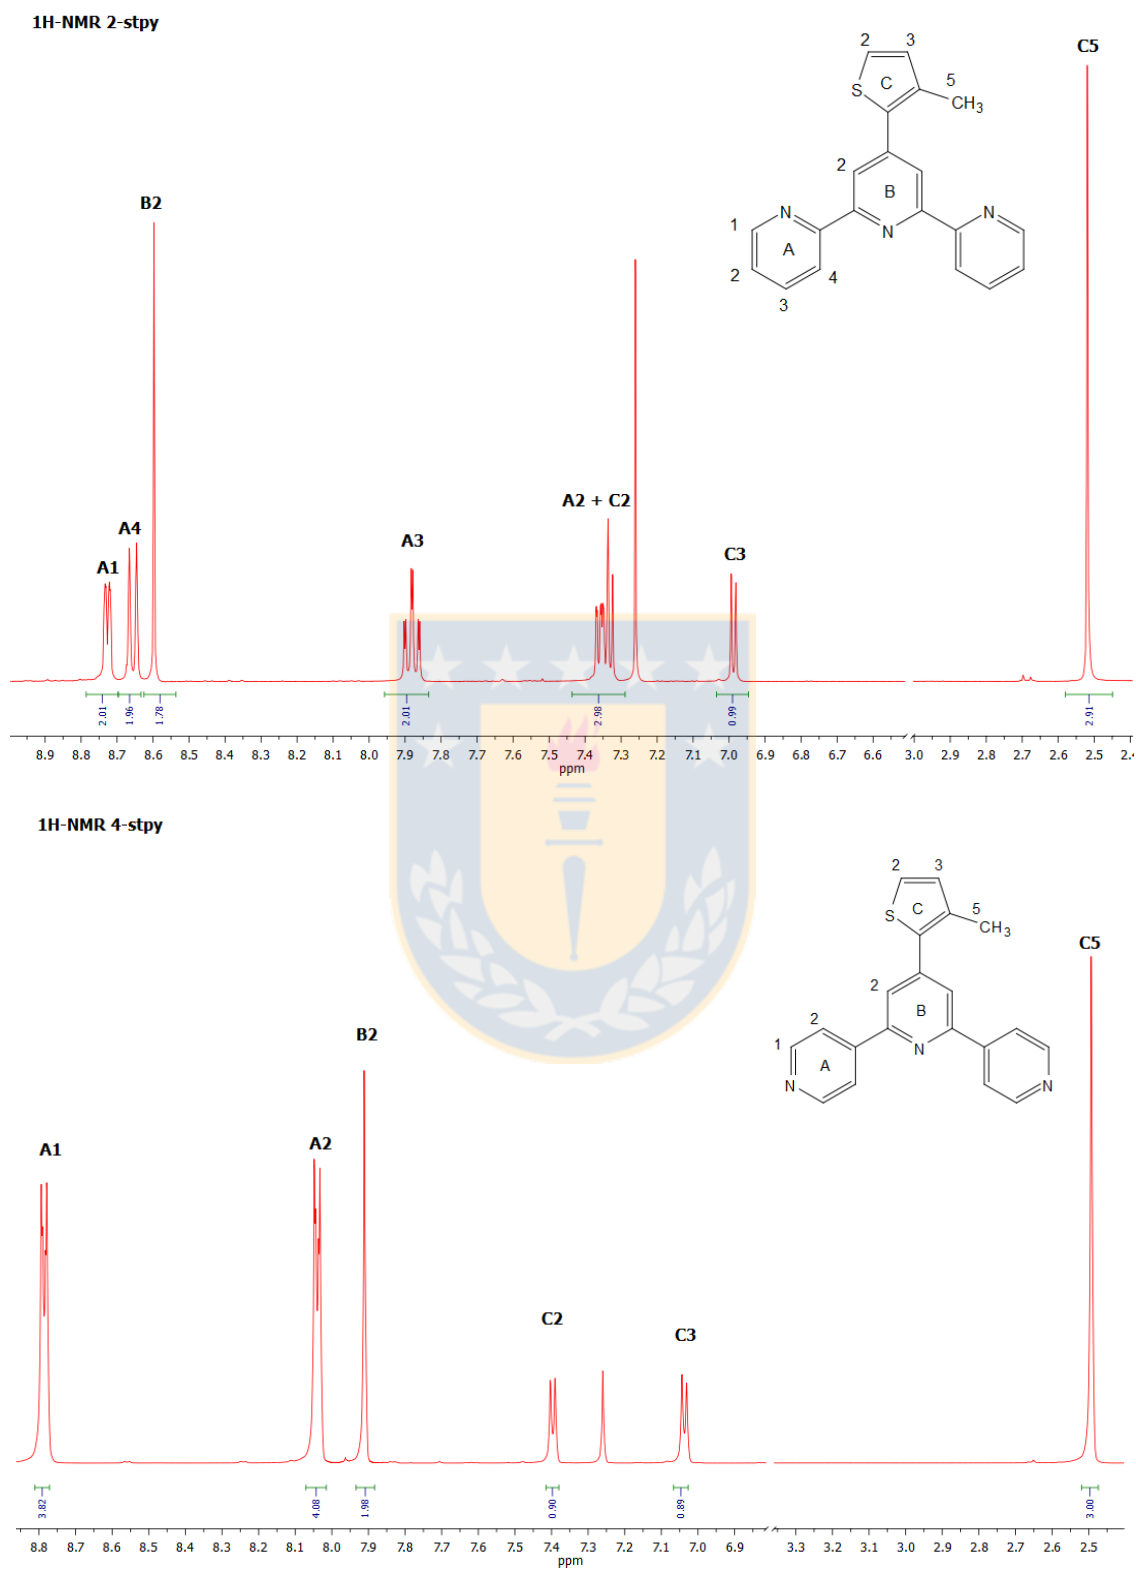 1H-NMR 2-stpy
C5
2 3
5
S C
CH3
2
B2
B
N N
1
N
A
2 4
3
A4
A1
A3
A2 + C2
C3
2.01 1.96 1.78 2.01 2.98 0.99 2.91
8.9 8.8 8.7 8.6 8.5 8.4 8.3 8.2 8.1 8.0 7.9 7.8 7.7 7.6 7.5 7.4 7.3 7.2 7.1 7.0 6.9 6.8 6.7 6.6 3.0 2.9 2.8 2.7 2.6 2.5 2.4
ppm
1H-NMR 4-stpy
2 3
5
S C
CH3
C5
2
B
2
1
N
A
N N
B2
A1
A2
C2
C3
3.82 4.08 1.98 0.90 0.89 3.00
8.8 8.7 8.6 8.5 8.4 8.3 8.2 8.1 8.0 7.9 7.8 7.7 7.6 7.5 7.4 7.3 7.2 7.1 7.0 6.9 3.3 3.2 3.1 3.0 2.9 2.8 2.7 2.6 2.5
ppm